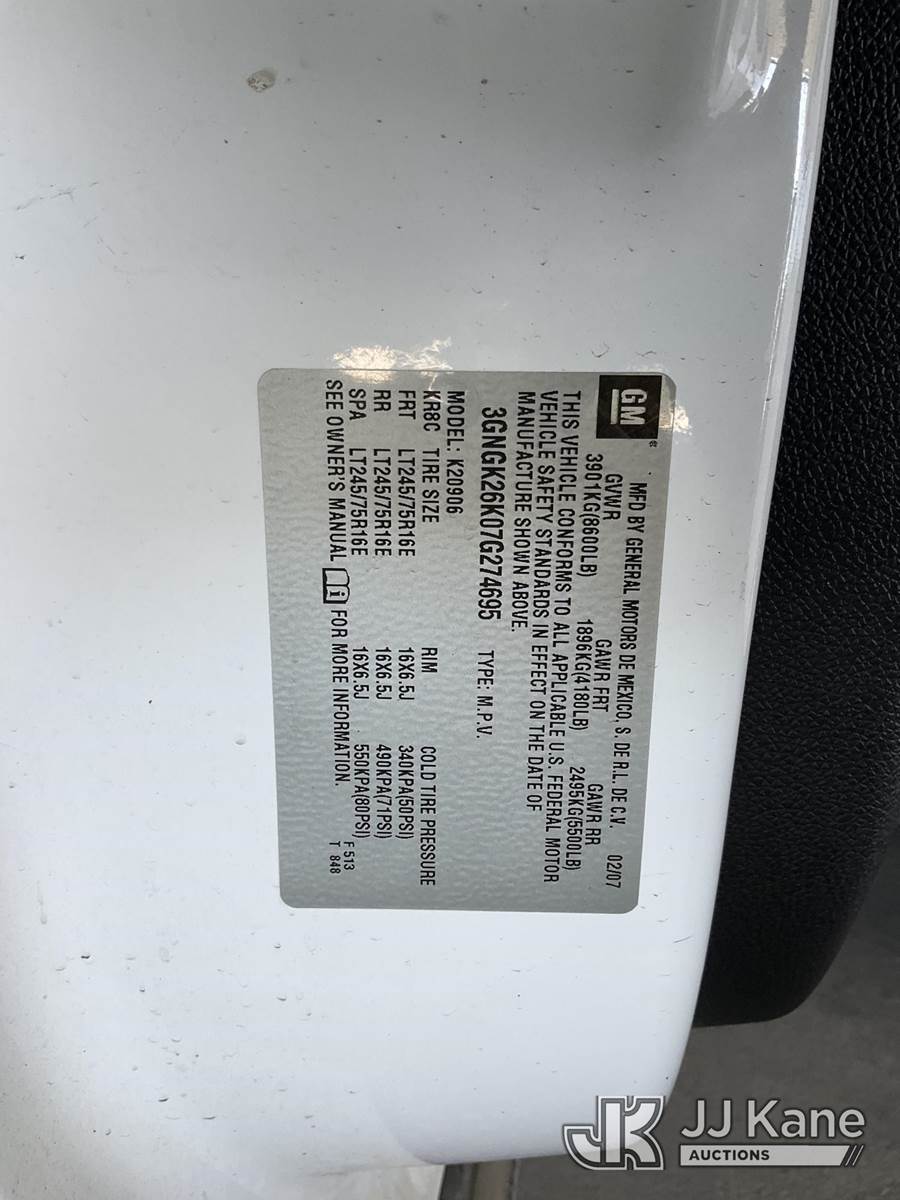 GM
MFD BY GENERAL MOTORS DE MEXICO, S. DE R.L. DE C.V.
02/07
GVWR GAWR FRT GAWR RR
3901KG(8600LB) 1896KG(4180LB) 2495KG(5500LB)
THIS VEHICLE CONFORMS TO ALL APPLICABLE U.S. FEDERAL MOTOR
VEHICLE SAFETY STANDARDS IN EFFECT ON THE DATE OF
MANUFACTURE SHOWN ABOVE.
3GNGK26K07G274695 TYPE: M.P.V.
MODEL: K20906
KR8C TIRE SIZE RIM COLD TIRE PRESSURE
FRT LT245/75R16E 16X6.5J 340KPA(50PSI)
RR LT245/75R16E 16X6.5J 490KPA(71PSI)
SPA LT245/75R16E 16X6.5J 550KPA(80PSI)
SEE OWNER'S MANUAL i FOR MORE INFORMATION.
F 513
T 848
JK JJ Kane
AUCTIONS